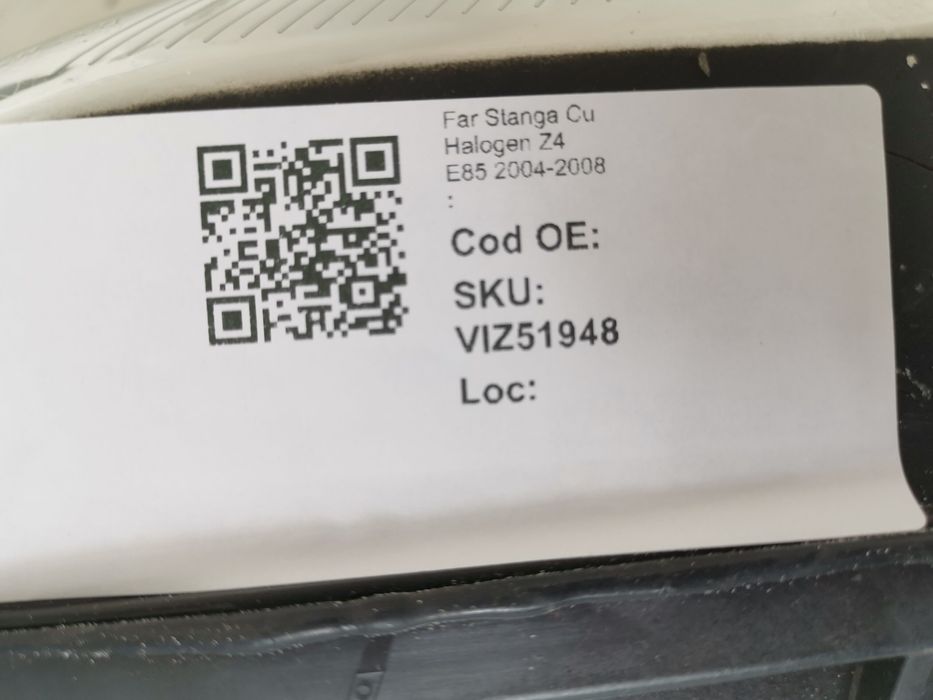 Far Stanga Cu
Halogen Z4
E85 2004-2008
:
Cod OE:
SKU:
VIZ51948
Loc: